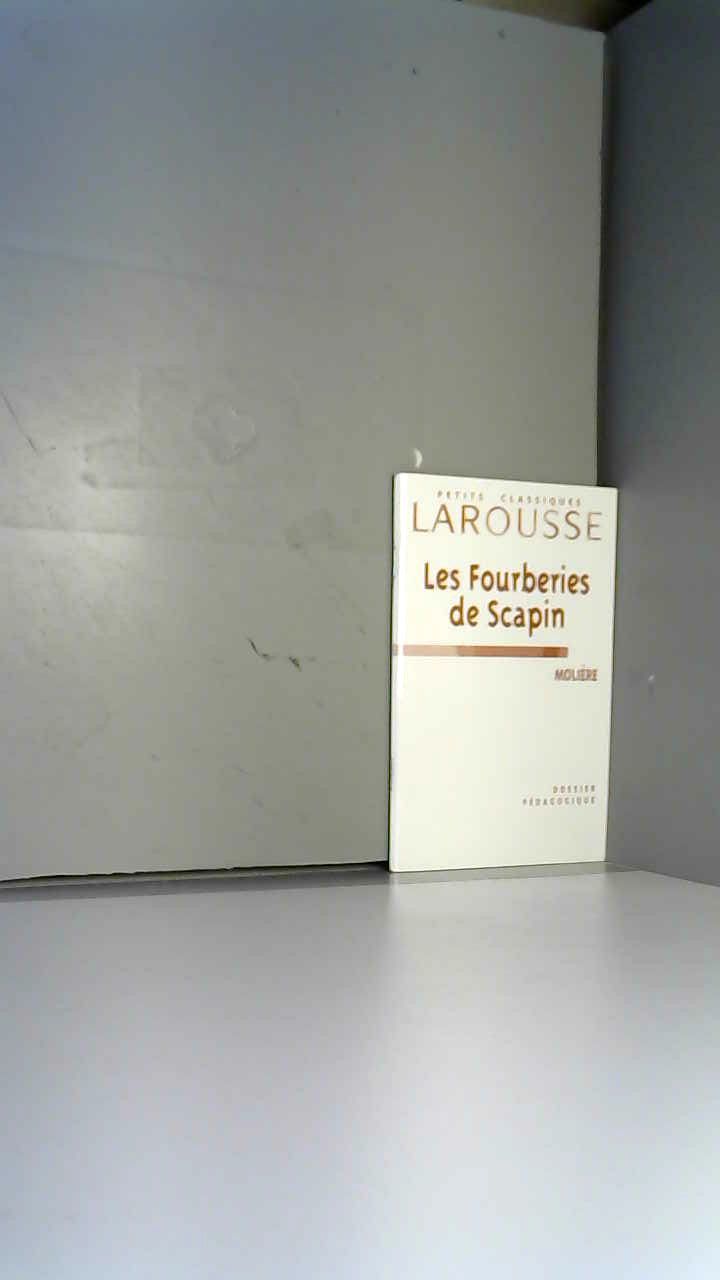 PETITS CLASSIQUES
LAROUSSE
Les Fourberies
de Scapin
MOLIÈRE
DOSSIER
PÉDAGOGIQUE